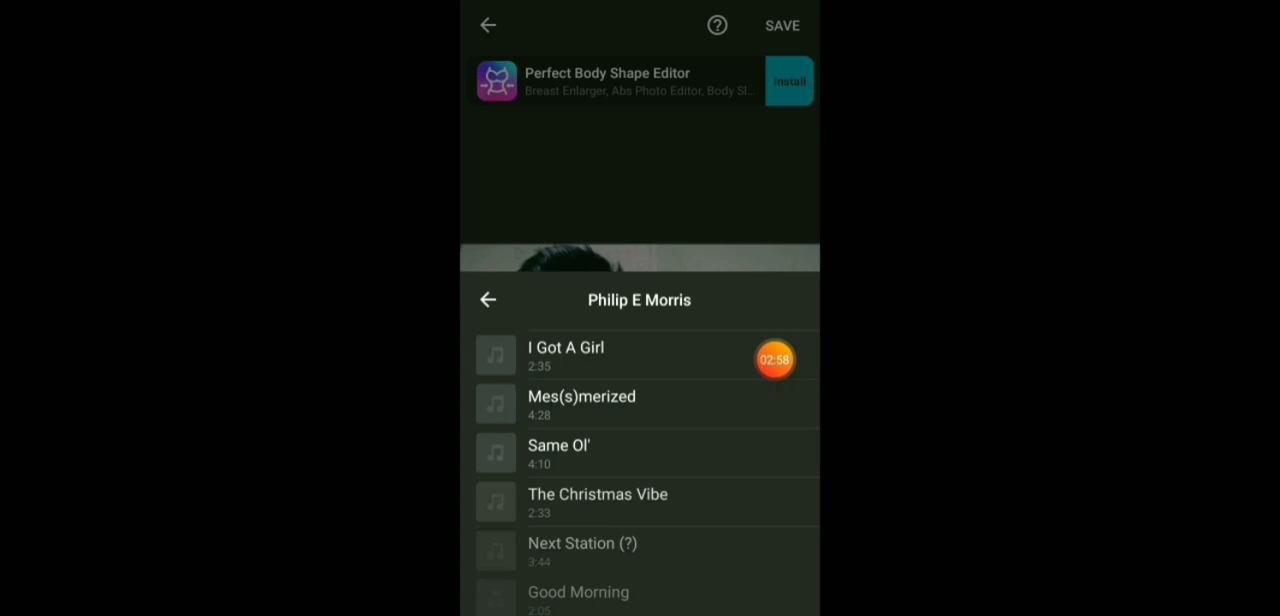 SAVE
Perfect Body Shape Editor
Breast Enlarger, Abs Photo Editor, Body Sl...
Install
Philip E Morris
I Got A Girl
2:35
02:58
Mes(s)merized
4:28
Same Ol'
4:10
The Christmas Vibe
2:33
Next Station (?)
3:44
Good Morning
2:05